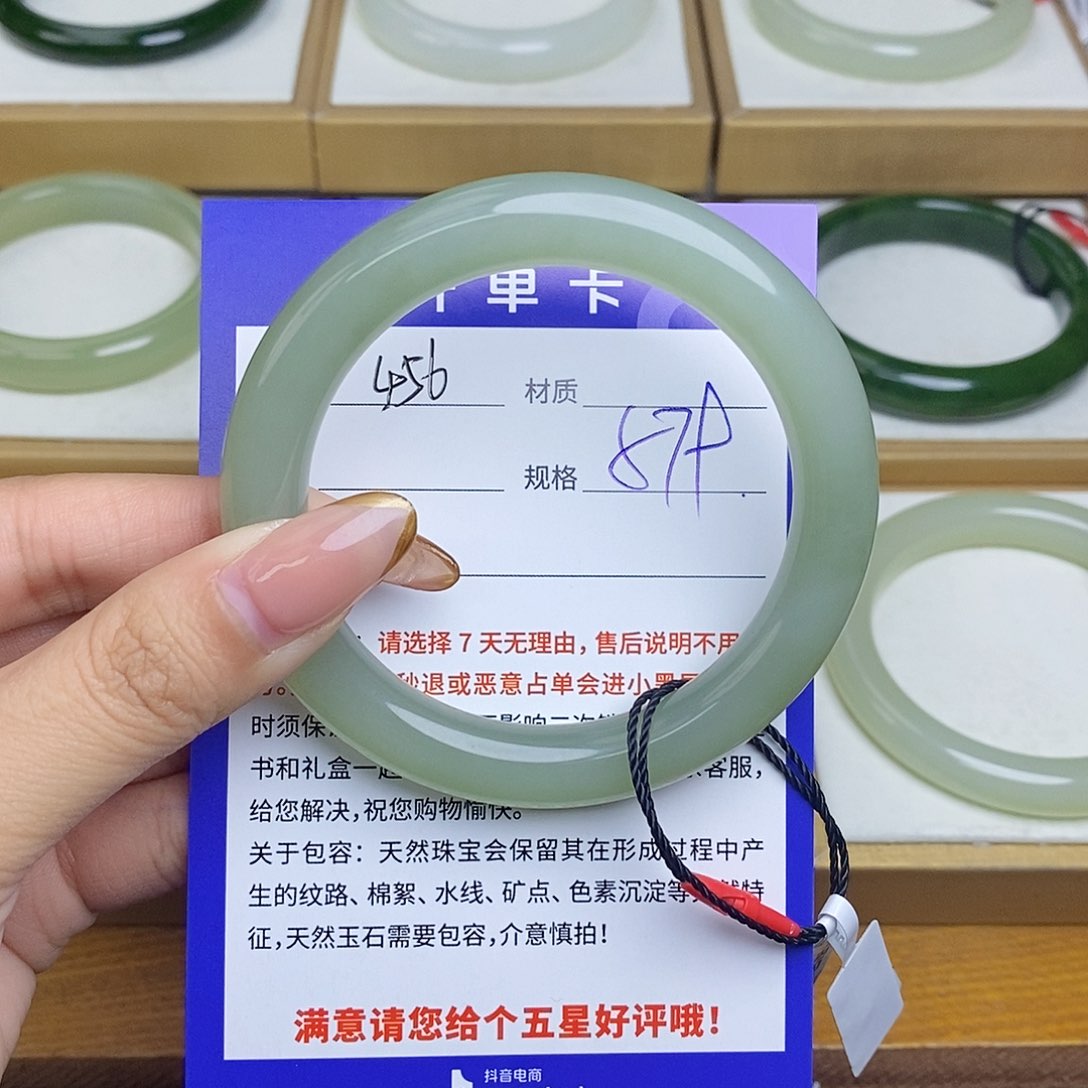 单卡
456 材质
规格
请选择 7 天无理由，售后说明不用
秒退或恶意占单会进小黑
时须保
书和礼盒一起 客服，
给您解决，祝您购物愉快。
关于包容：天然珠宝会保留其在形成过程中产
生的纹路、棉絮、水线、矿点、色素沉淀等天然特
征，天然玉石需要包容，介意慎拍！
满意请您给个五星好评哦！
抖音电商